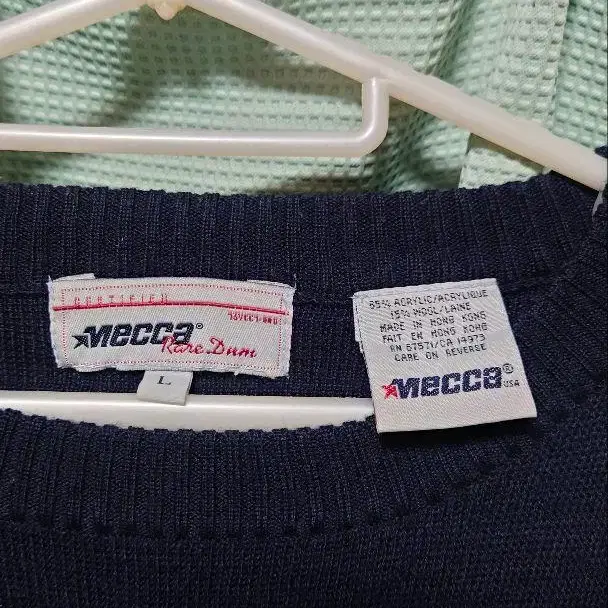 CERTIFIED
MECCA®
Rare.Dum
L
85% ACRYLIC/ACRYLIQUE
15% WOOL/LAINE
MADE IN HONG KONG
FAIT EN HONG KONG
RN 67571/CA 14973
CARE ON REVERSE
MECCA®
USA